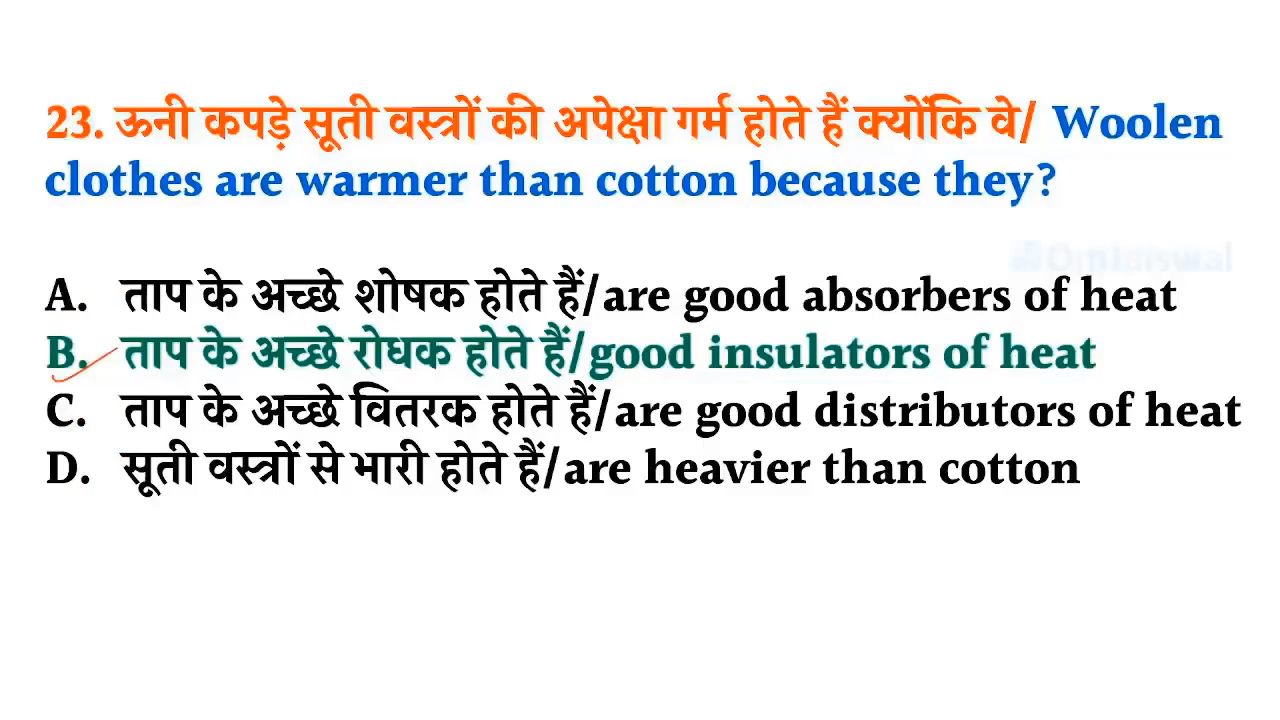 23. ऊनी कपड़े सूती वस्त्रों की अपेक्षा गर्म होते हैं क्योंकि वे/ Woolen
clothes are warmer than cotton because they?
A. ताप के अच्छे शोषक होते हैं/are good absorbers of heat
B. ताप के अच्छे रोधक होते हैं/good insulators of heat
C. ताप के अच्छे वितरक होते हैं/are good distributors of heat
D. सूती वस्त्रों से भारी होते हैं/are heavier than cotton